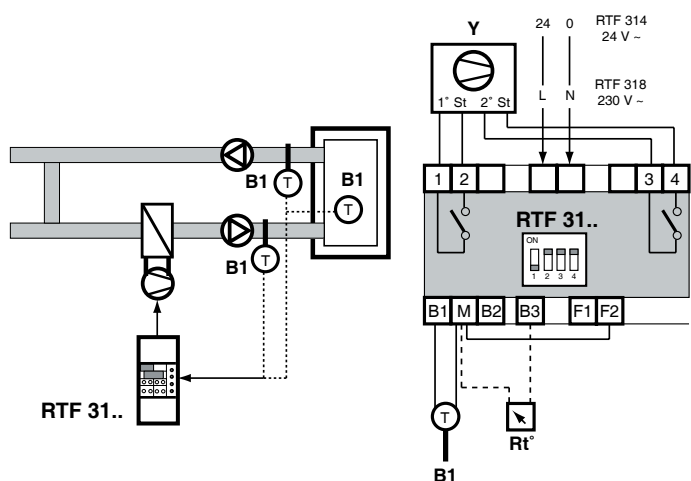 B1
T
B1
T
B1
T
RTF 31..
Y
24 0
RTF 314
24 V ~
L N
RTF 318
230 V ~
1° St 2° St
1 2 3 4
RTF 31..
ON
1 2 3 4
B1 M B2 B3 F1 F2
T
Rt°
B1